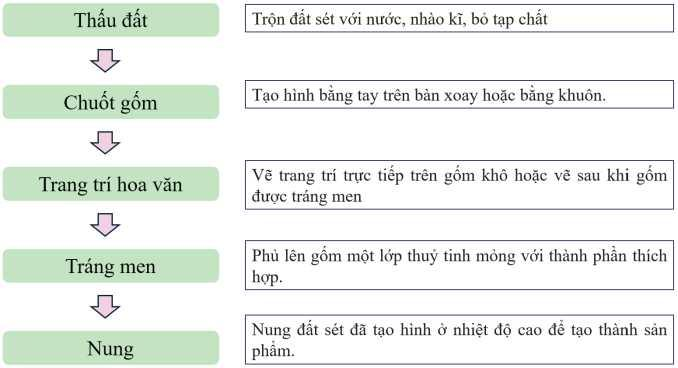 Thấu đất
Trộn đất sét với nước, nhào kĩ, bỏ tạp chất
Chuốt gốm
Tạo hình bằng tay trên bàn xoay hoặc bằng khuôn.
Trang trí hoa văn
Vẽ trang trí trực tiếp trên gốm khô hoặc vẽ sau khi gốm
được tráng men
Tráng men
Phủ lên gốm một lớp thuỷ tinh mỏng với thành phần thích
hợp.
Nung
Nung đất sét đã tạo hình ở nhiệt độ cao để tạo thành sản
phẩm.